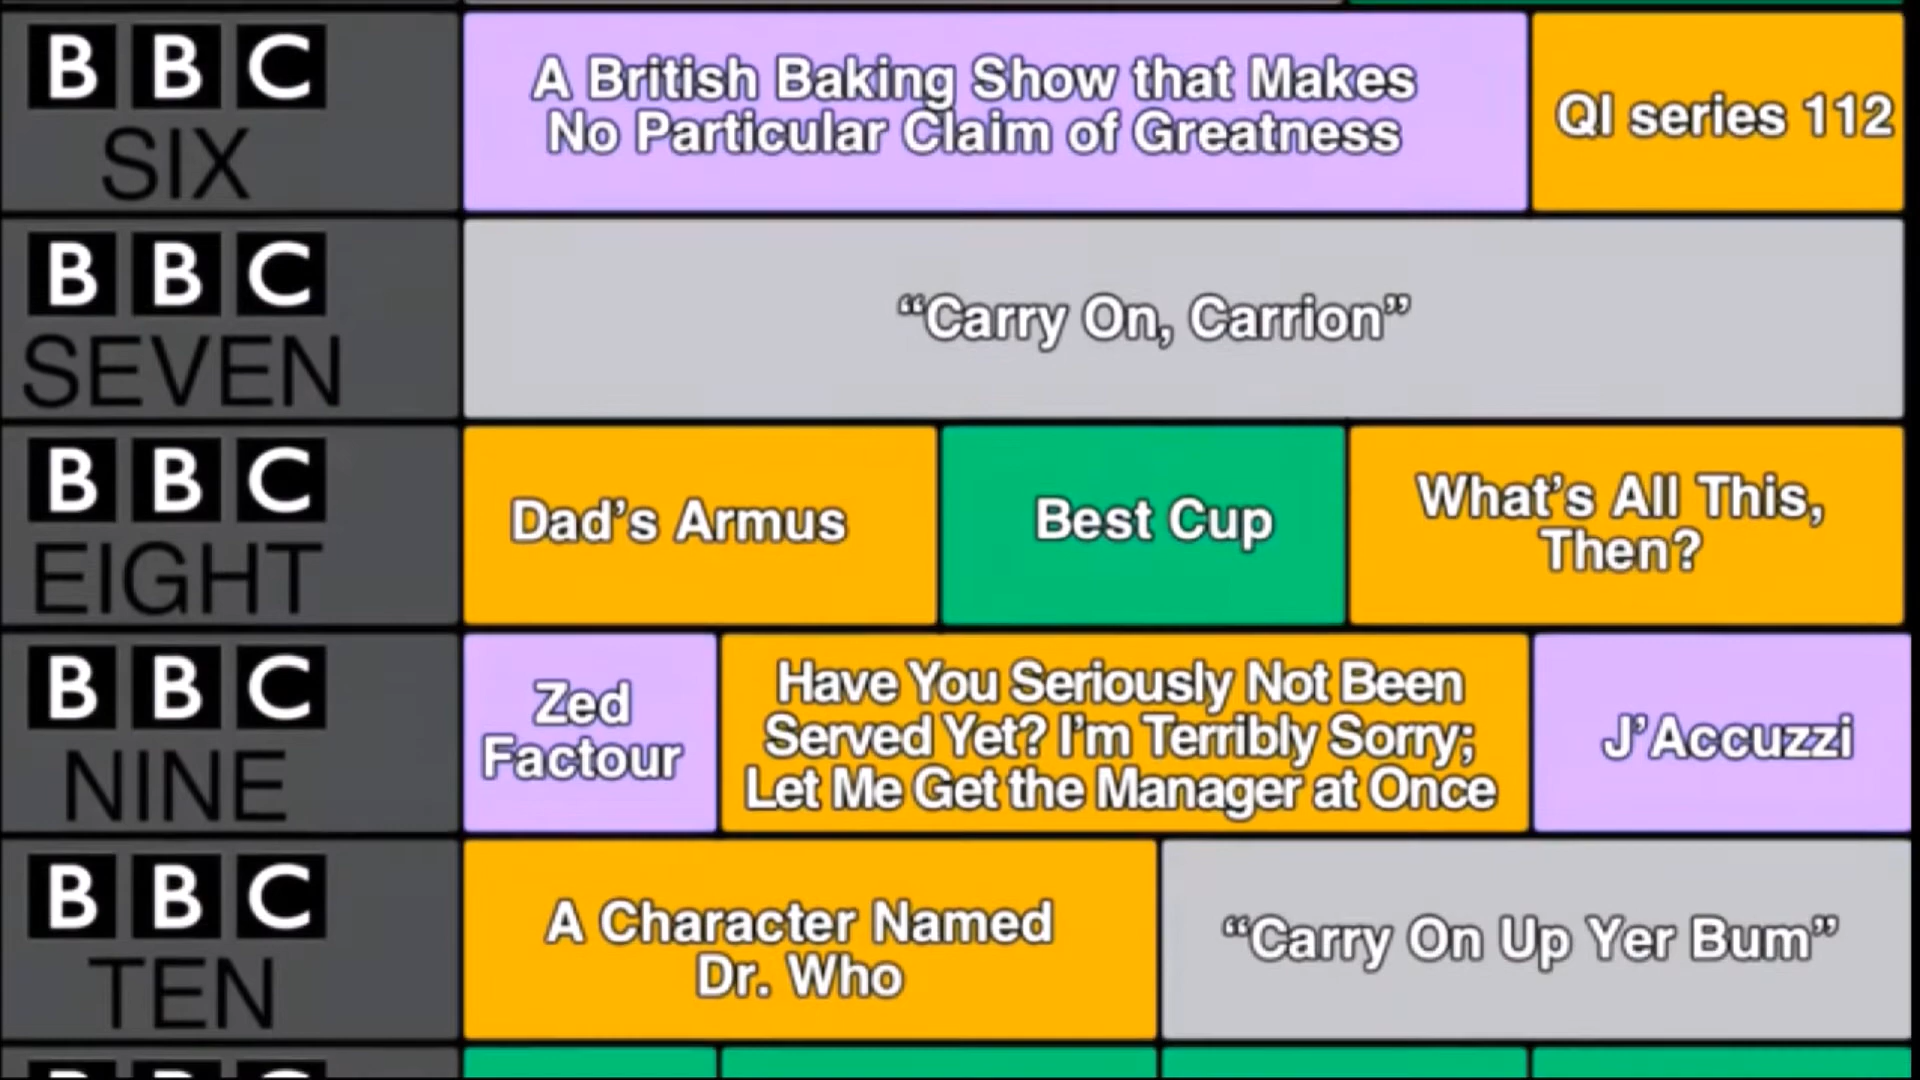 BBC
SIX
A British Baking Show that Makes
No Particular Claim of Greatness
QI series 112
BBC
SEVEN
“Carry On, Carrion”
BBC
EIGHT
Dad’s Armus
Best Cup
What’s All This,
Then?
BBC
NINE
Zed
Factour
Have You Seriously Not Been
Served Yet? I’m Terribly Sorry;
Let Me Get the Manager at Once
J’Accuzzi
BBC
TEN
A Character Named
Dr. Who
“Carry On Up Yer Bum”